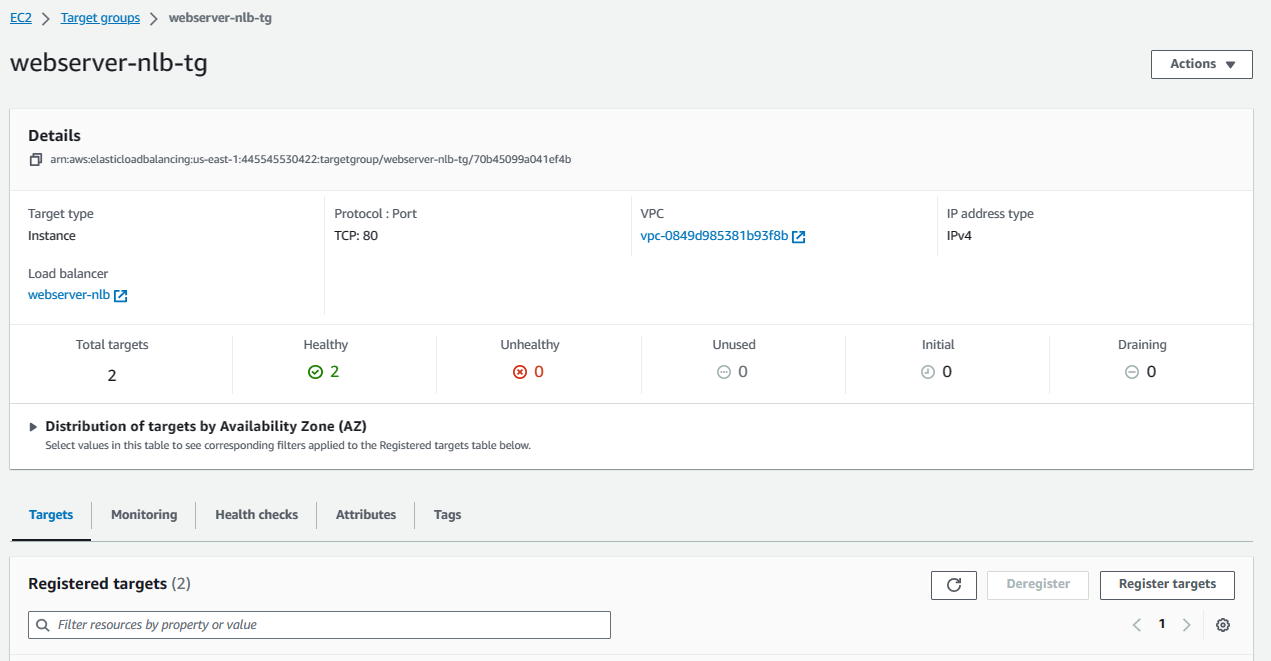 EC2 > Target groups > webserver-nlb-tg
webserver-nlb-tg
Actions
Details
arn:aws:elasticloadbalancing:us-east-1:445545530422:targetgroup/webserver-nlb-tg/70b45099a041ef4b
Target type
Instance
Protocol : Port
TCP: 80
VPC
vpc-0849d985381b93f8b
IP address type
IPv4
Load balancer
webserver-nlb
Total targets
2
Healthy
2
Unhealthy
0
Unused
0
Initial
0
Draining
0
Distribution of targets by Availability Zone (AZ)
Select values in this table to see corresponding filters applied to the Registered targets table below.
Targets
Monitoring
Health checks
Attributes
Tags
Registered targets (2)
Deregister
Register targets
Filter resources by property or value
1